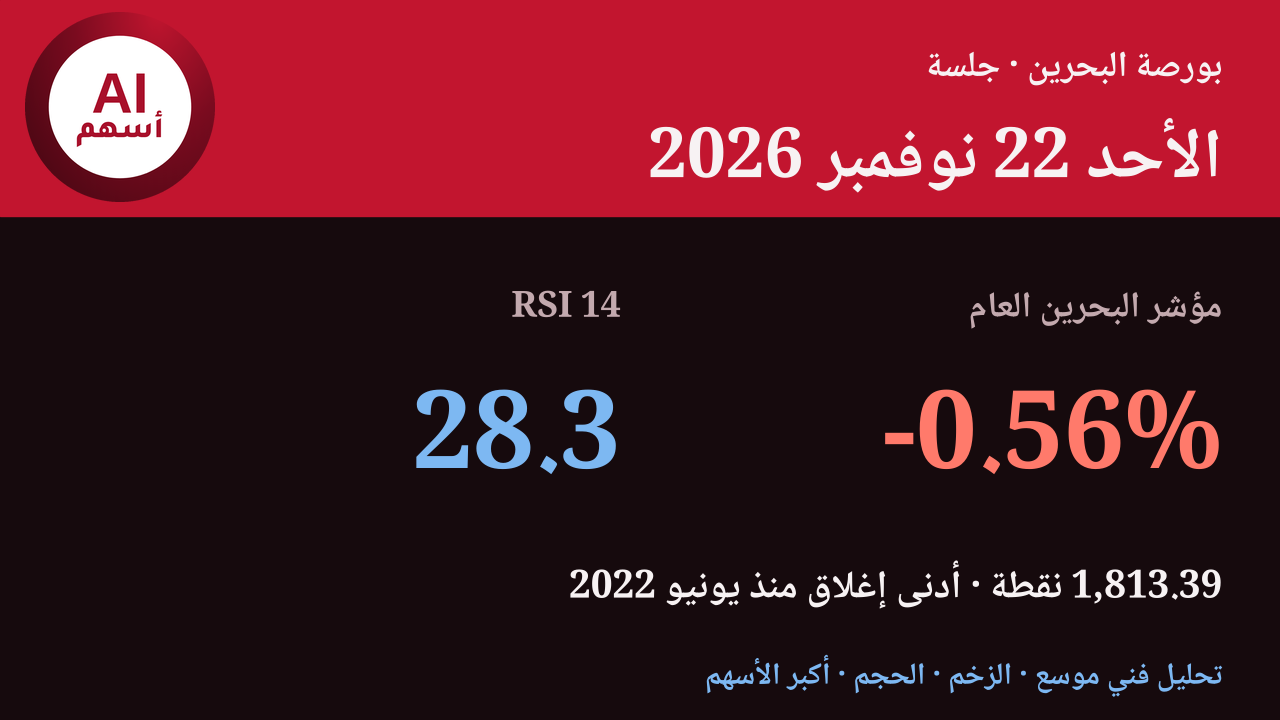 AI
أسهم
بورصة البحرين · جلسة
الأحد 22 نوفمبر 2026
مؤشر البحرين العام
-0.56%
RSI 14
28.3
1,813.39 نقطة · أدنى إغلاق منذ يونيو 2022
تحليل فني موسع · الزخم · الحجم · أكبر الأسهم